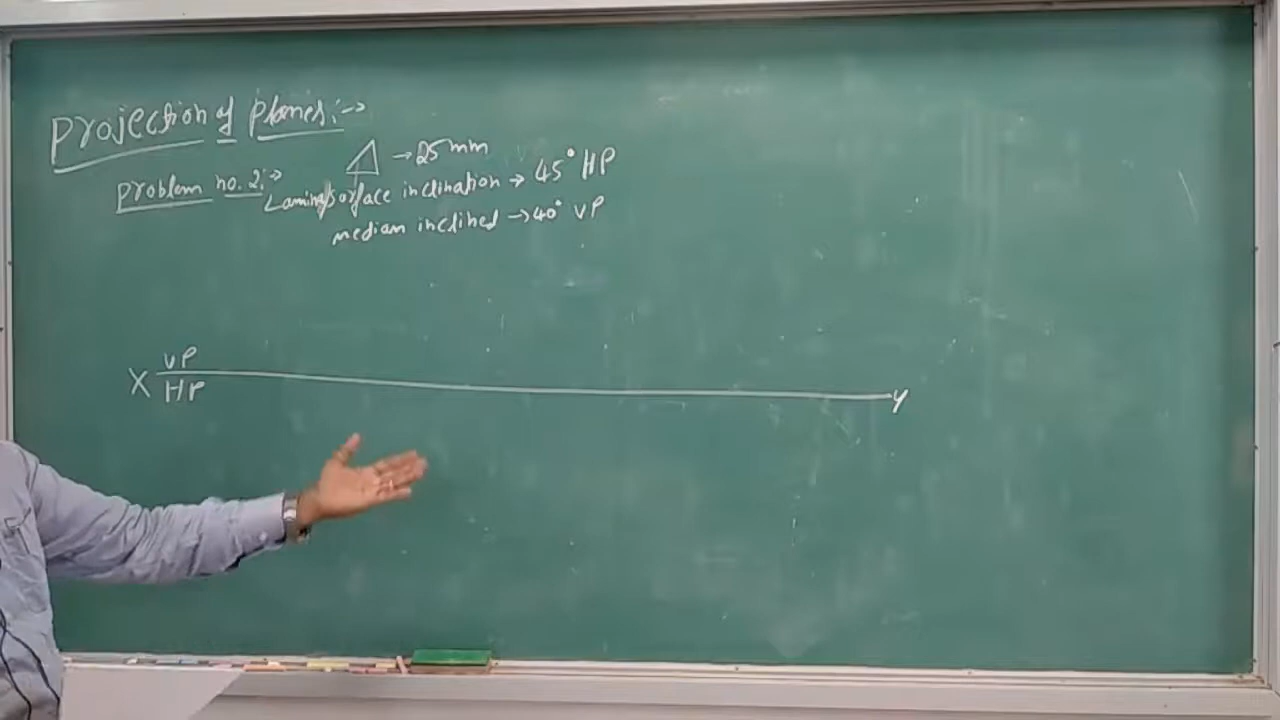 Projection of planes:→
→25 mm
Problem no. 2:→
Lamina/surface inclination → 45° HP
median inclined →40° VP
VP
X HP
Y